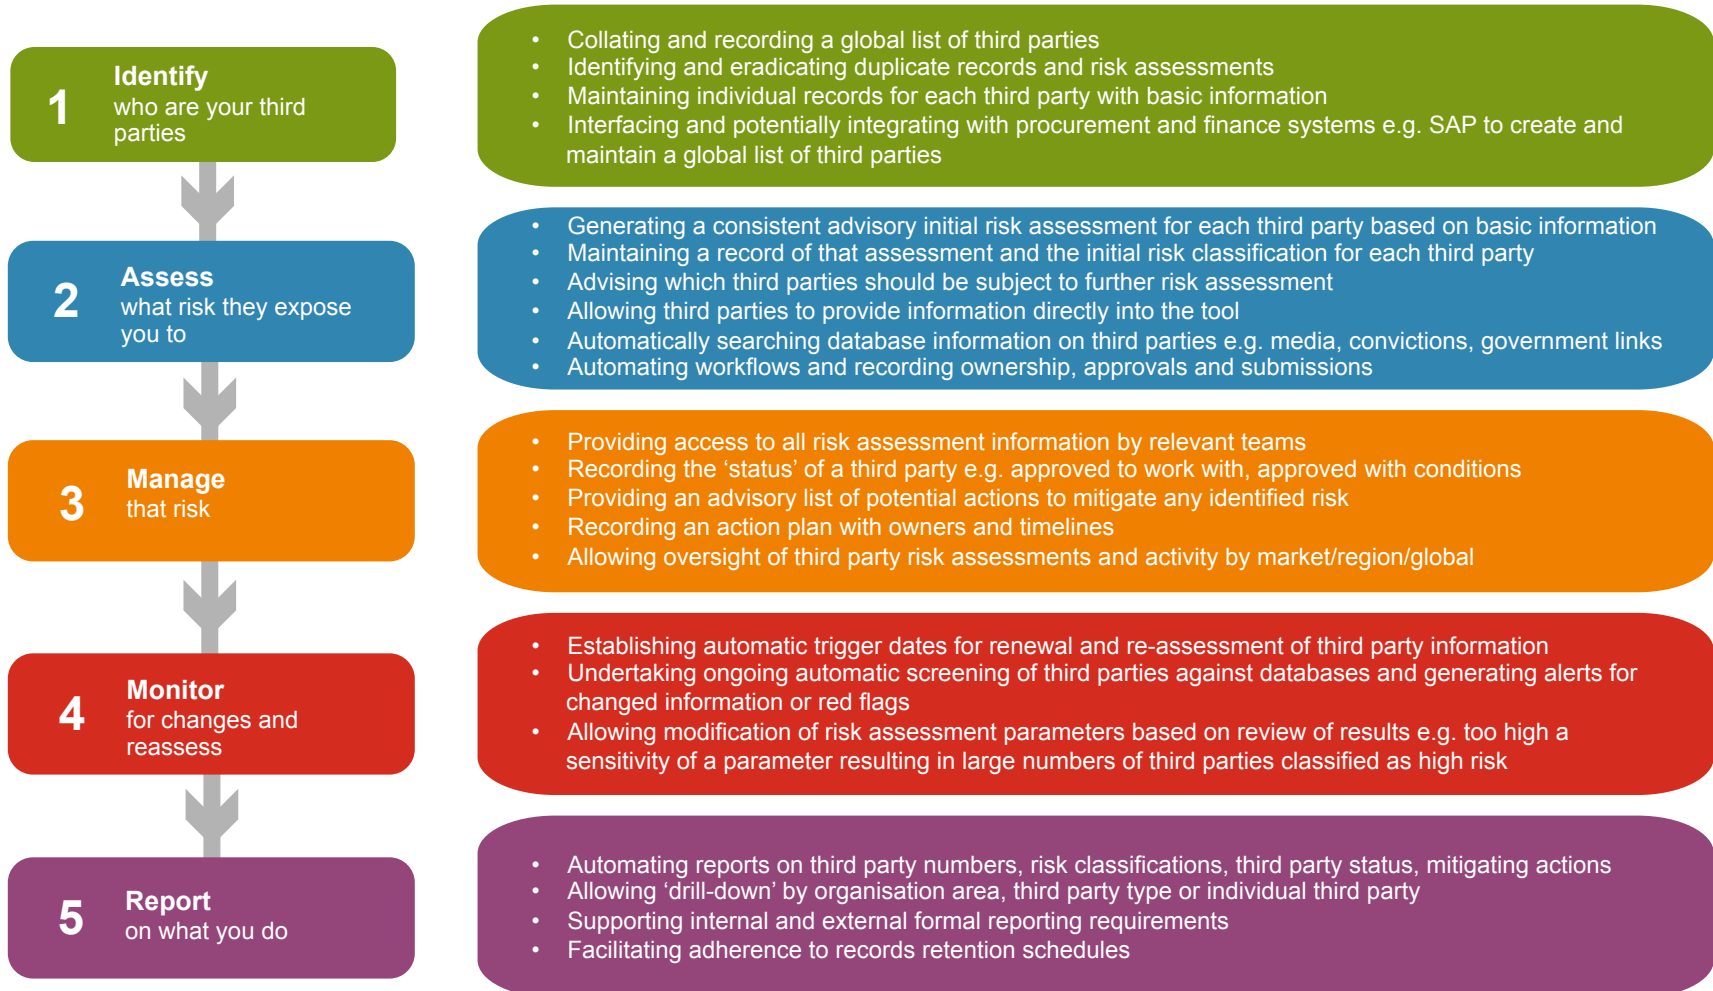 1
Identify
who are your third
parties
• Collating and recording a global list of third parties
• Identifying and eradicating duplicate records and risk assessments
• Maintaining individual records for each third party with basic information
• Interfacing and potentially integrating with procurement and finance systems e.g. SAP to create and
maintain a global list of third parties
2
Assess
what risk they expose
you to
• Generating a consistent advisory initial risk assessment for each third party based on basic information
• Maintaining a record of that assessment and the initial risk classification for each third party
• Advising which third parties should be subject to further risk assessment
• Allowing third parties to provide information directly into the tool
• Automatically searching database information on third parties e.g. media, convictions, government links
• Automating workflows and recording ownership, approvals and submissions
3
Manage
that risk
• Providing access to all risk assessment information by relevant teams
• Recording the ‘status’ of a third party e.g. approved to work with, approved with conditions
• Providing an advisory list of potential actions to mitigate any identified risk
• Recording an action plan with owners and timelines
• Allowing oversight of third party risk assessments and activity by market/region/global
4
Monitor
for changes and
reassess
• Establishing automatic trigger dates for renewal and re-assessment of third party information
• Undertaking ongoing automatic screening of third parties against databases and generating alerts for
changed information or red flags
• Allowing modification of risk assessment parameters based on review of results e.g. too high a
sensitivity of a parameter resulting in large numbers of third parties classified as high risk
5
Report
on what you do
• Automating reports on third party numbers, risk classifications, third party status, mitigating actions
• Allowing ‘drill-down’ by organisation area, third party type or individual third party
• Supporting internal and external formal reporting requirements
• Facilitating adherence to records retention schedules